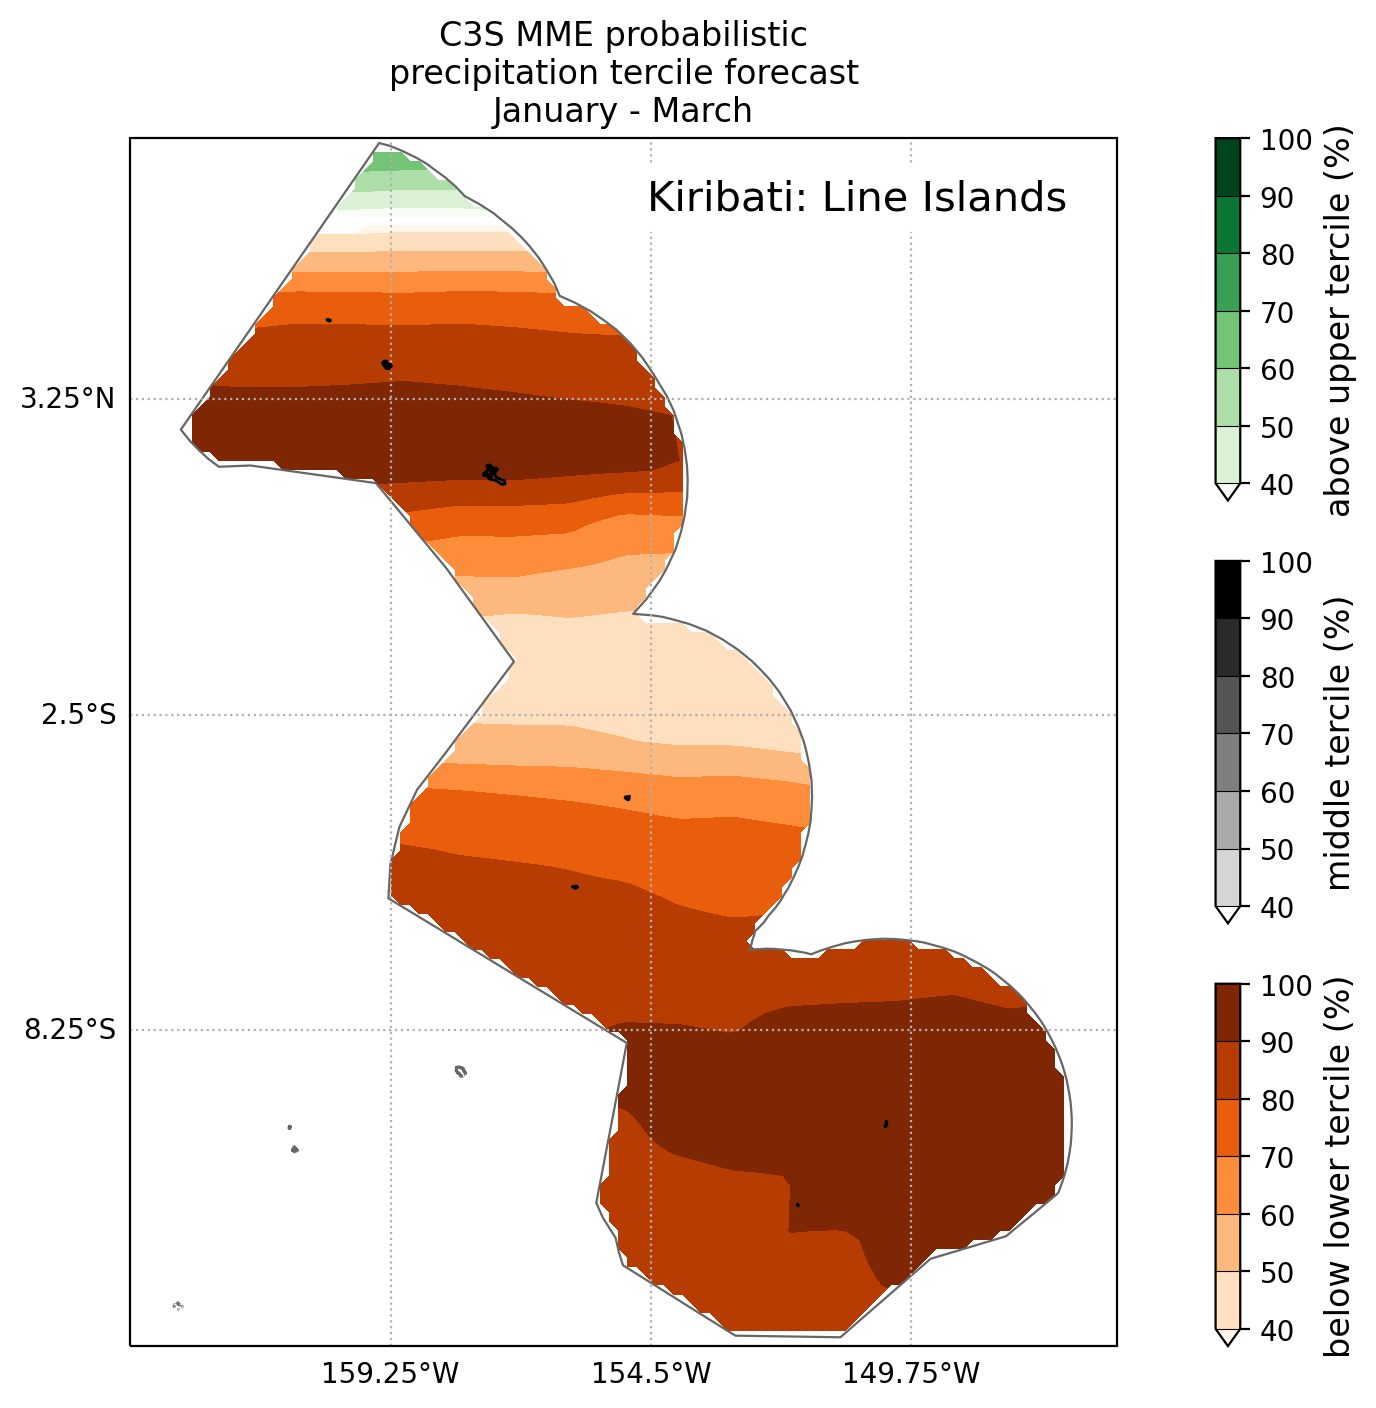 C3S MME probabilistic
precipitation tercile forecast
January - March
Kiribati: Line Islands
3.25°N
2.5°S
8.25°S
159.25°W
154.5°W
149.75°W
100
90
80
70
60
50
40
above upper tercile (%)
100
90
80
70
60
50
40
middle tercile (%)
100
90
80
70
60
50
40
below lower tercile (%)